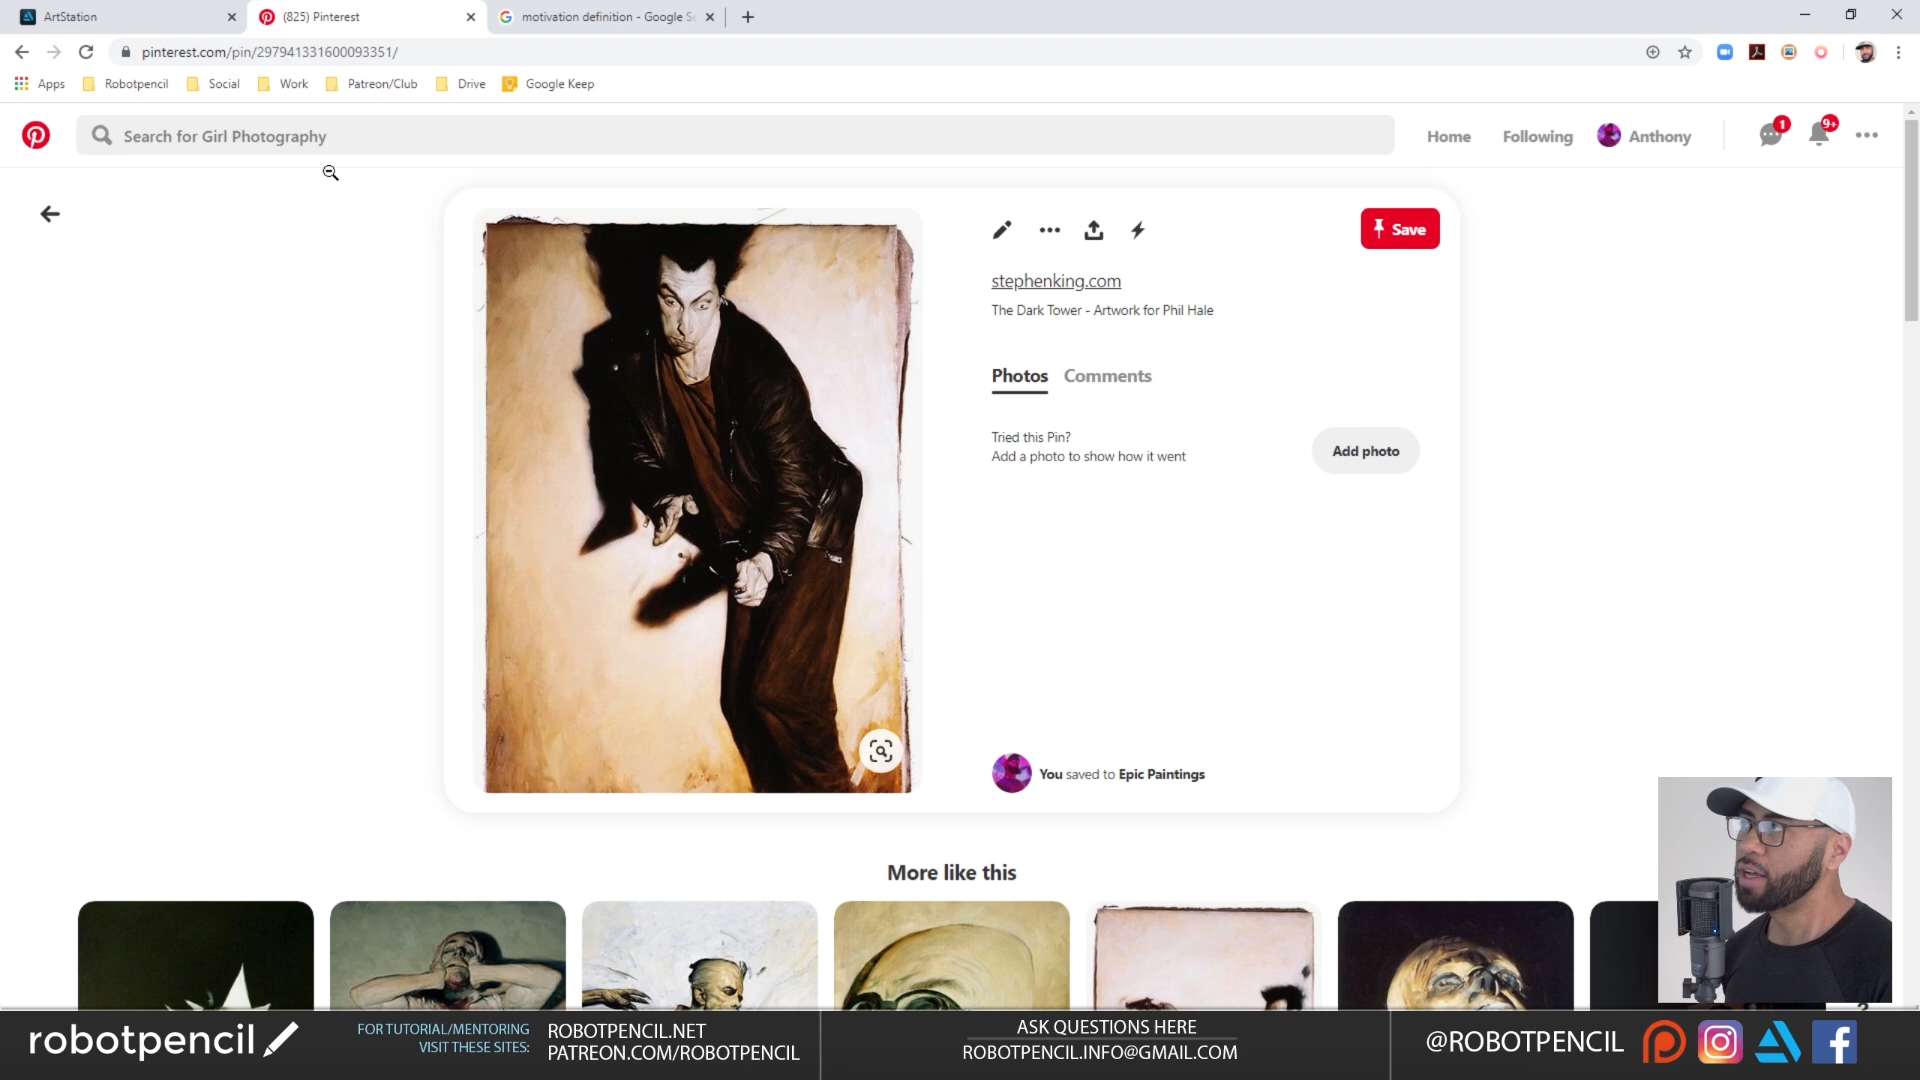 ArtStation
(825) Pinterest
motivation definition - Google Se
pinterest.com/pin/297941331600093351/
Apps
Robotpencil
Social
Work
Patreon/Club
Drive
Google Keep
Search for Girl Photography
Home
Following
Anthony
1
9+
Save
stephenking.com
The Dark Tower - Artwork for Phil Hale
Photos
Comments
Tried this Pin?
Add a photo to show how it went
Add photo
You saved to Epic Paintings
More like this
robotpencil
FOR TUTORIAL/MENTORING
VISIT THESE SITES:
ROBOTPENCIL.NET
PATREON.COM/ROBOTPENCIL
ASK QUESTIONS HERE
ROBOTPENCIL.INFO@GMAIL.COM
@ROBOTPENCIL